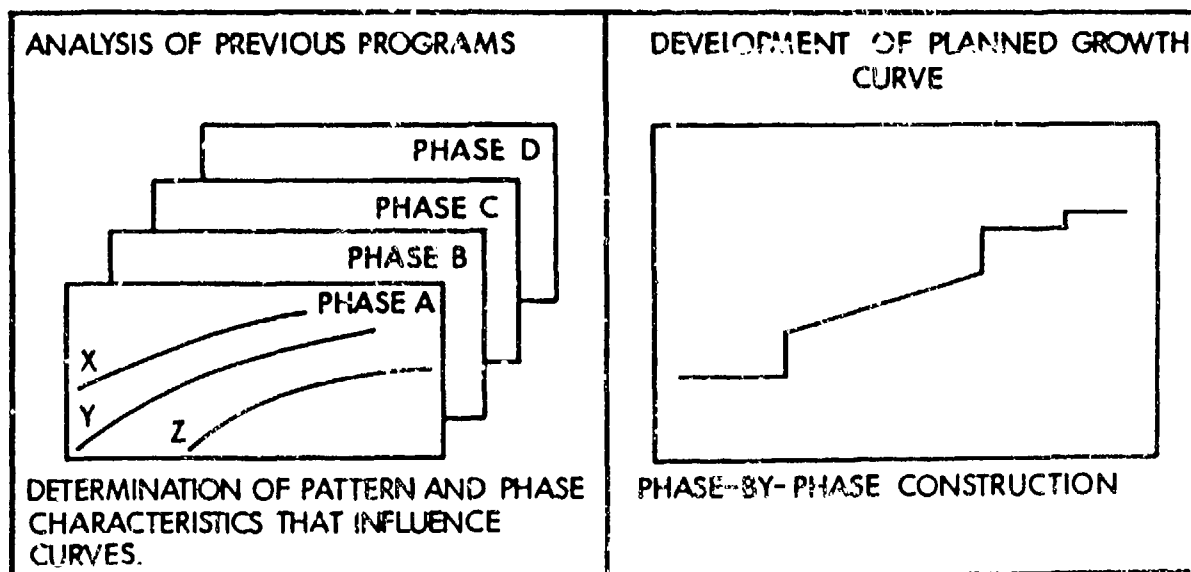 ANALYSIS OF PREVIOUS PROGRAMS
PHASE D
PHASE C
PHASE B
PHASE A
X
Y
Z
DETERMINATION OF PATTERN AND PHASE
CHARACTERISTICS THAT INFLUENCE
CURVES.
DEVELOPMENT OF PLANNED GROWTH
CURVE
PHASE-BY-PHASE CONSTRUCTION